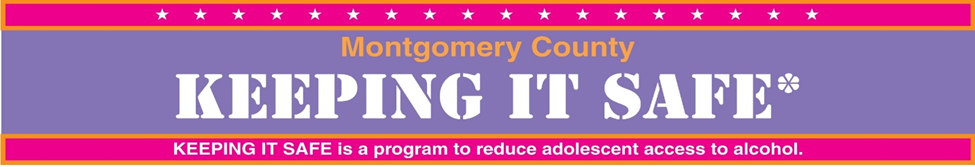 Montgomery County
KEEPING IT SAFE*
KEEPING IT SAFE is a program to reduce adolescent access to alcohol.